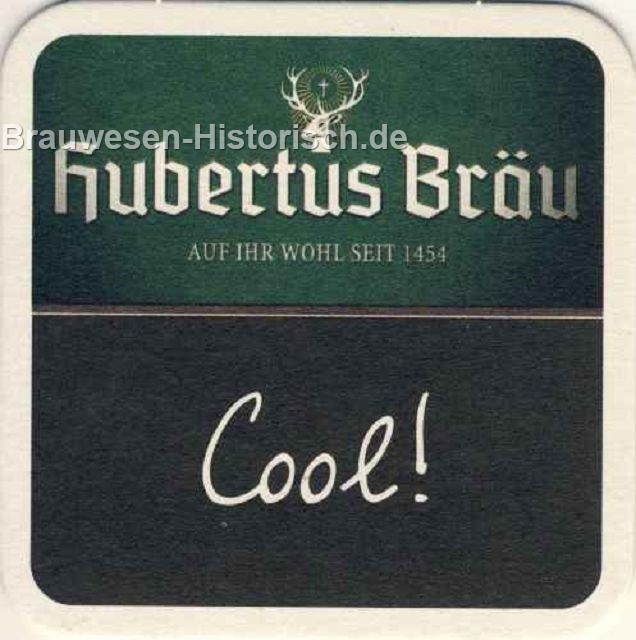 Brauwesen-Historisch.de
Hubertus Bräu
AUF IHR WOHL SEIT 1454
Cool!